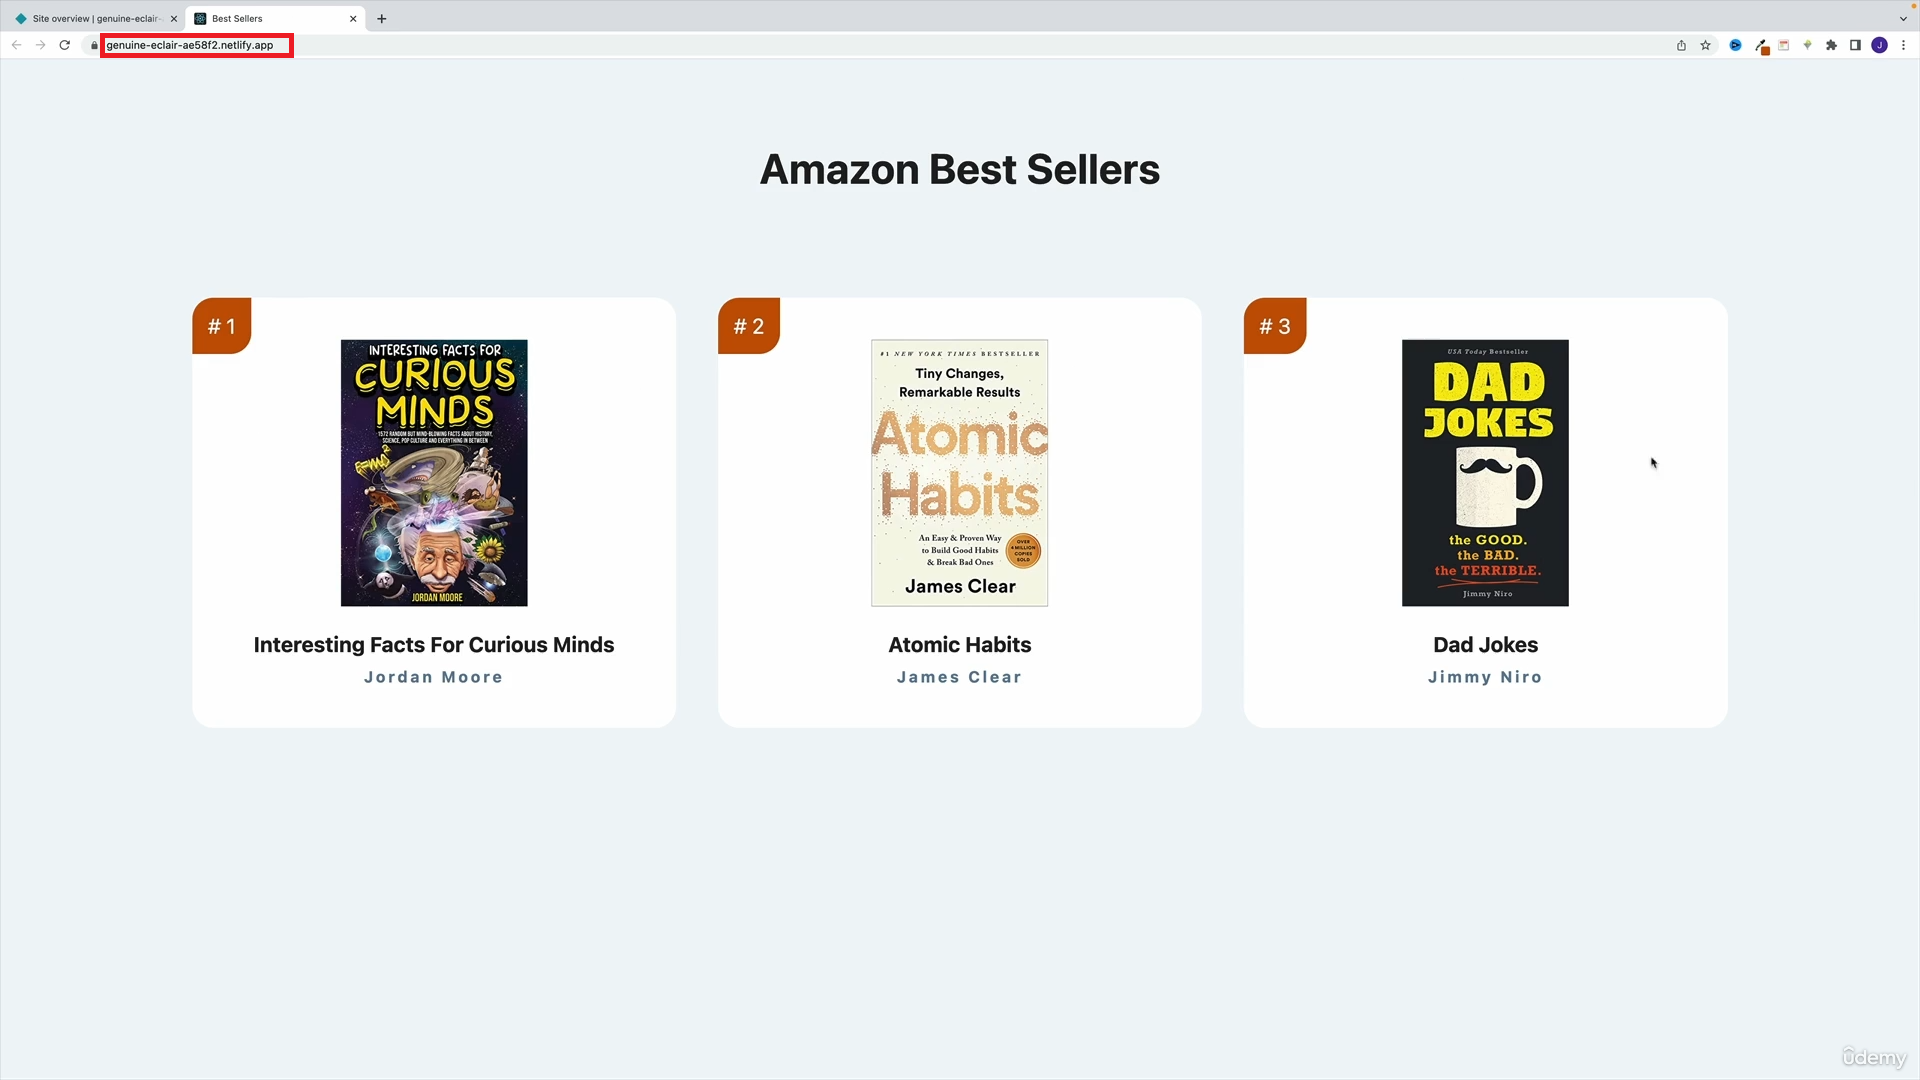 Site overview | genuine-eclair-
Best Sellers
genuine-eclair-ae58f2.netlify.app
J
Amazon Best Sellers
# 1
INTERESTING FACTS FOR
CURIOUS
MINDS
1572 RANDOM BUT MIND-BLOWING FACTS ABOUT HISTORY,
SCIENCE, POP CULTURE AND EVERYTHING IN BETWEEN
JORDAN MOORE
Interesting Facts For Curious Minds
Jordan Moore
# 2
#1 NEW YORK TIMES BESTSELLER
Tiny Changes,
Remarkable Results
Atomic
Habits
An Easy & Proven Way
to Build Good Habits
& Break Bad Ones
OVER
4 MILLION
COPIES
SOLD
James Clear
Atomic Habits
James Clear
# 3
USA Today Bestseller
DAD
JOKES
the GOOD.
the BAD.
the TERRIBLE.
Jimmy Niro
Dad Jokes
Jimmy Niro
ûdemy